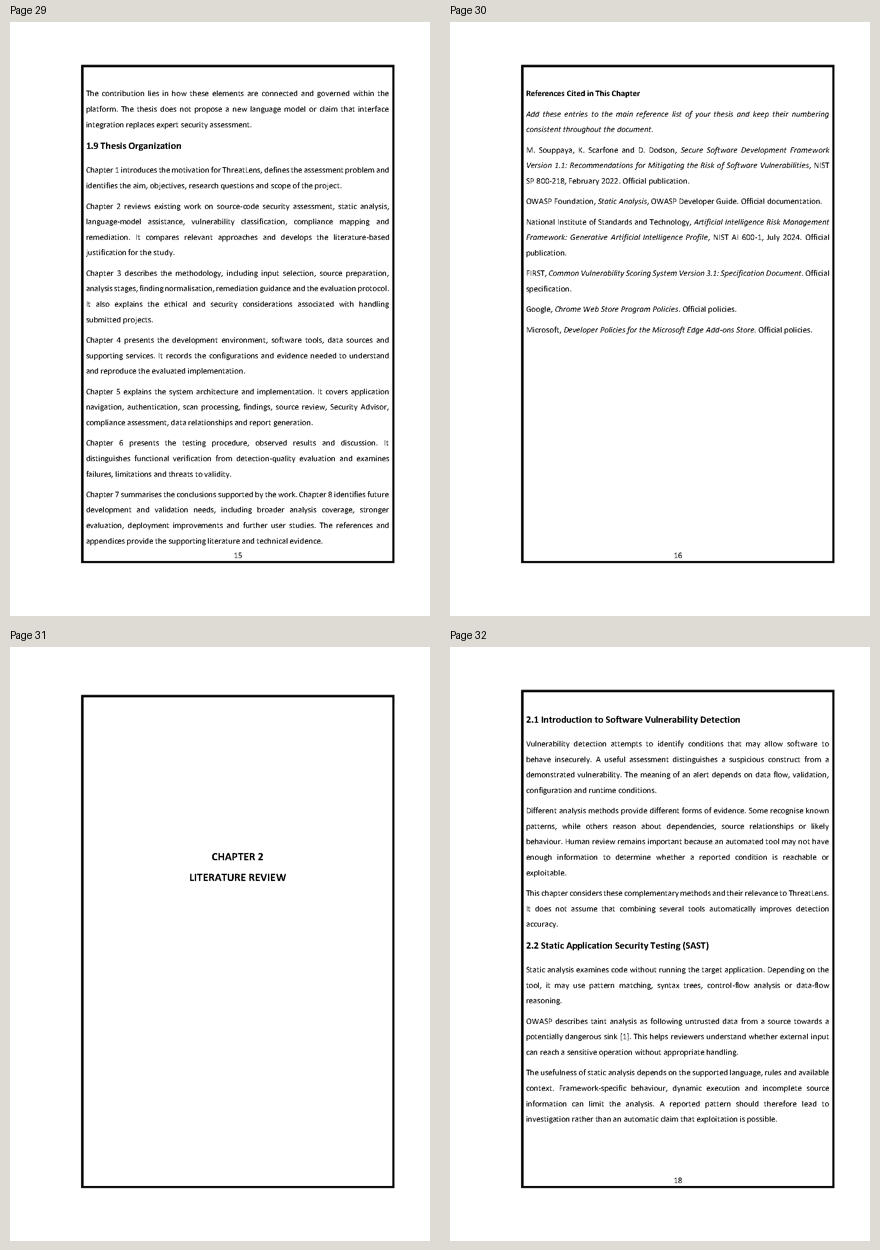 Page 29
The contribution lies in how these elements are connected and governed within the
platform. The thesis does not propose a new language model or claim that interface
integration replaces expert security assessment.
1.9 Thesis Organization
Chapter 1 introduces the motivation for ThreatLens, defines the assessment problem and
identifies the aim, objectives, research questions and scope of the project.
Chapter 2 reviews existing work on source-code security assessment, static analysis,
language-model assistance, vulnerability classification, compliance mapping and
remediation. It compares relevant approaches and develops the literature-based
justification for the study.
Chapter 3 describes the methodology, including input selection, source preparation,
analysis stages, finding normalisation, remediation guidance and the evaluation protocol.
It also explains the ethical and security considerations associated with handling
submitted projects.
Chapter 4 presents the development environment, software tools, data sources and
supporting services. It records the configurations and evidence needed to understand
and reproduce the evaluated implementation.
Chapter 5 explains the system architecture and implementation. It covers application
navigation, authentication, scan processing, findings, source review, Security Advisor,
compliance assessment, data relationships and report generation.
Chapter 6 presents the testing procedure, observed results and discussion. It
distinguishes functional verification from detection-quality evaluation and examines
failures, limitations and threats to validity.
Chapter 7 summarises the conclusions supported by the work. Chapter 8 identifies future
development and validation needs, including broader analysis coverage, stronger
evaluation, deployment improvements and further user studies. The references and
appendices provide the supporting literature and technical evidence.
15
Page 30
References Cited in This Chapter
Add these entries to the main reference list of your thesis and keep their numbering
consistent throughout the document.
M. Souppaya, K. Scarfone and D. Dodson, Secure Software Development Framework
Version 1.1: Recommendations for Mitigating the Risk of Software Vulnerabilities, NIST
SP 800-218, February 2022. Official publication.
OWASP Foundation, Static Analysis, OWASP Developer Guide. Official documentation.
National Institute of Standards and Technology, Artificial Intelligence Risk Management
Framework: Generative Artificial Intelligence Profile, NIST AI 600-1, July 2024. Official
publication.
FIRST, Common Vulnerability Scoring System Version 3.1: Specification Document. Official
specification.
Google, Chrome Web Store Program Policies. Official policies.
Microsoft, Developer Policies for the Microsoft Edge Add-ons Store. Official policies.
16
Page 31
CHAPTER 2
LITERATURE REVIEW
Page 32
2.1 Introduction to Software Vulnerability Detection
Vulnerability detection attempts to identify conditions that may allow software to
behave insecurely. A useful assessment distinguishes a suspicious construct from a
demonstrated vulnerability. The meaning of an alert depends on data flow, validation,
configuration and runtime conditions.
Different analysis methods provide different forms of evidence. Some recognise known
patterns, while others reason about dependencies, source relationships or likely
behaviour. Human review remains important because an automated tool may not have
enough information to determine whether a reported condition is reachable or
exploitable.
This chapter considers these complementary methods and their relevance to ThreatLens.
It does not assume that combining several tools automatically improves detection
accuracy.
2.2 Static Application Security Testing (SAST)
Static analysis examines code without running the target application. Depending on the
tool, it may use pattern matching, syntax trees, control-flow analysis or data-flow
reasoning.
OWASP describes taint analysis as following untrusted data from a source towards a
potentially dangerous sink [1]. This helps reviewers understand whether external input
can reach a sensitive operation without appropriate handling.
The usefulness of static analysis depends on the supported language, rules and available
context. Framework-specific behaviour, dynamic execution and incomplete source
information can limit the analysis. A reported pattern should therefore lead to
investigation rather than an automatic claim that exploitation is possible.
18